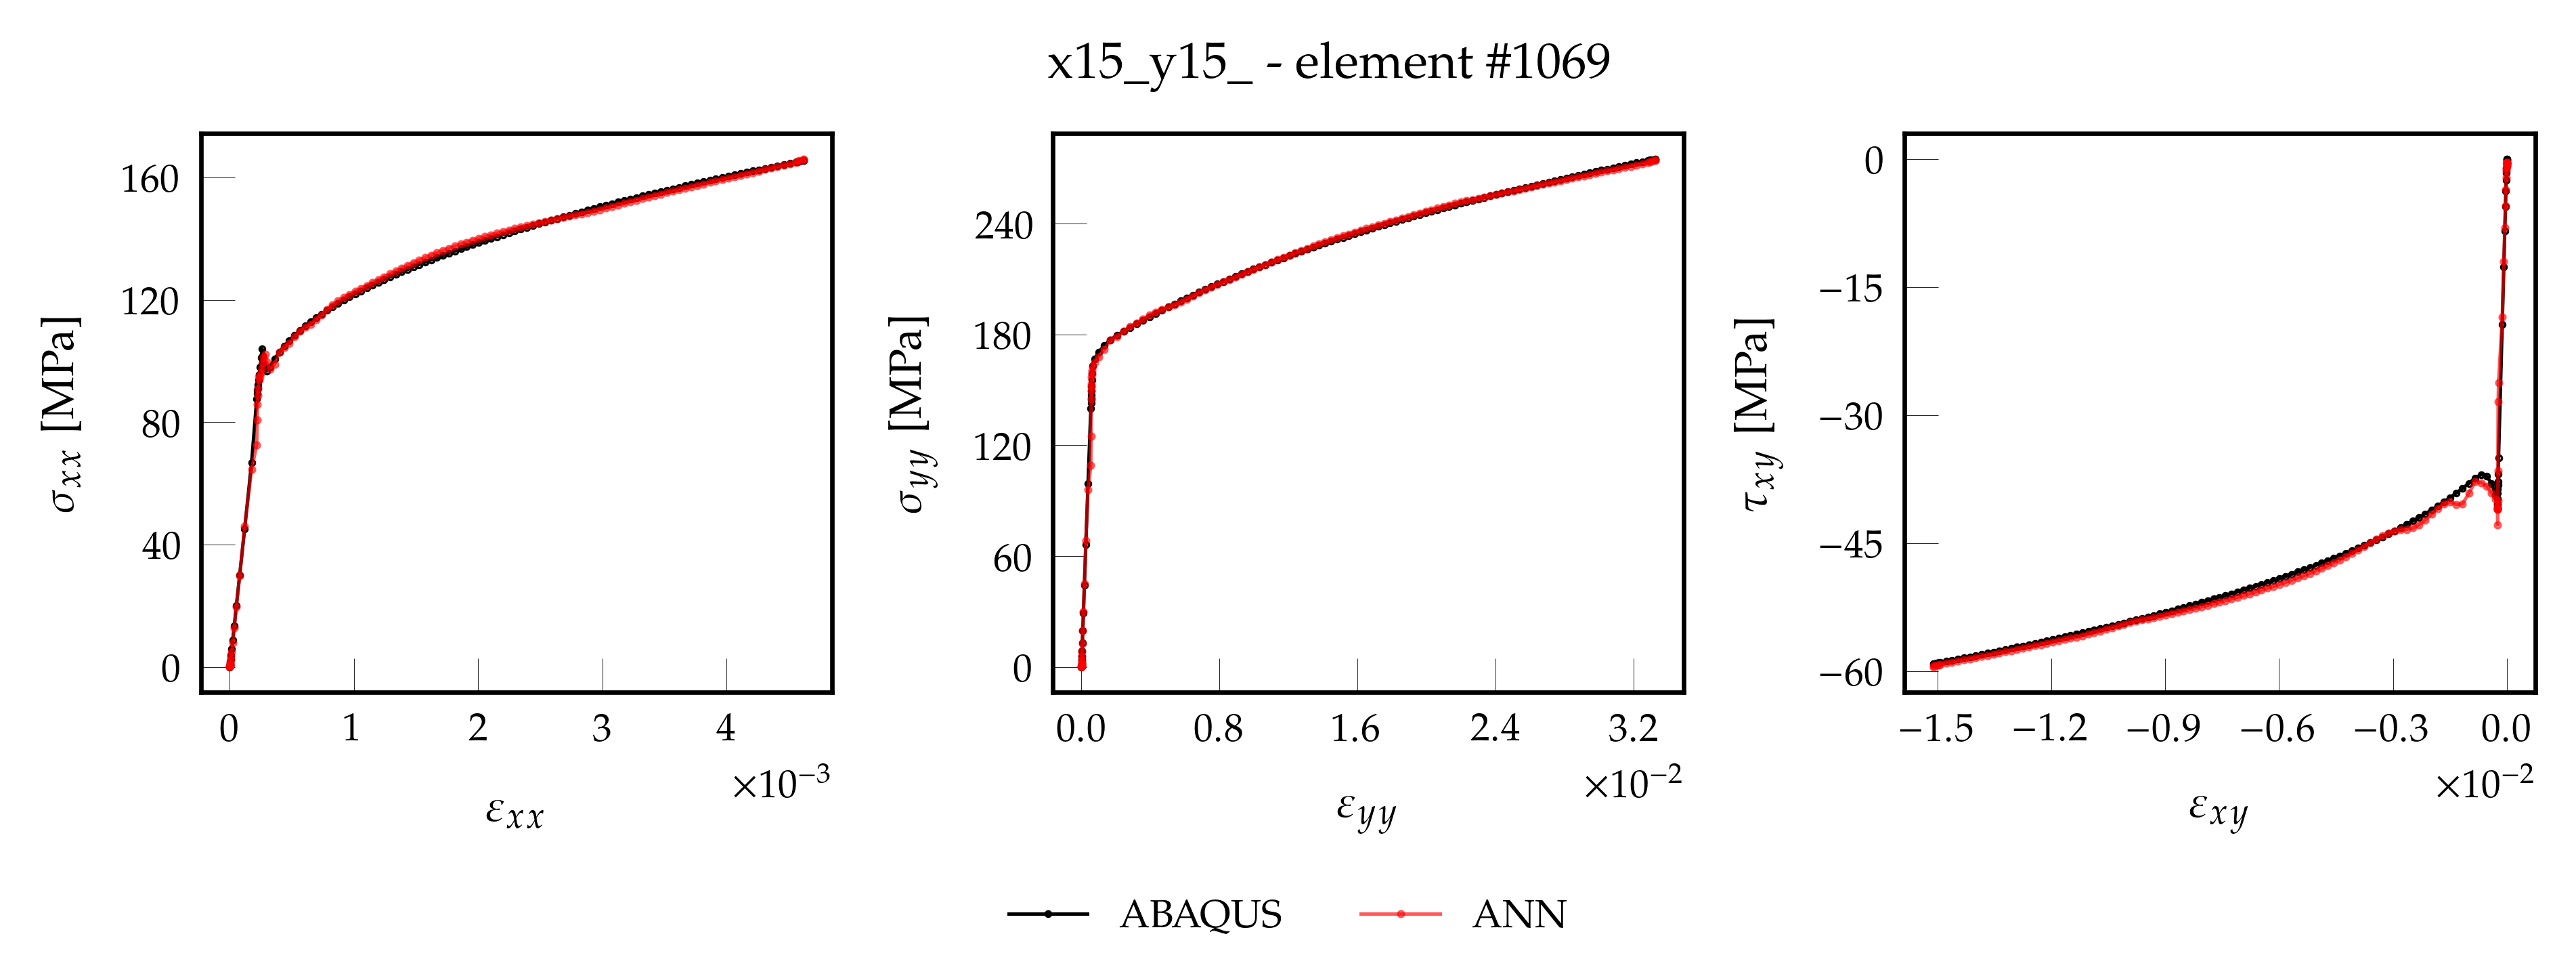 x15_y15_ - element #1069
σxx [MPa]
160
120
80
40
0
0 1 2 3 4
×10−3
εxx
σyy [MPa]
240
180
120
60
0
0.0 0.8 1.6 2.4 3.2
×10−2
εyy
τxy [MPa]
0
−15
−30
−45
−60
−1.5 −1.2 −0.9 −0.6 −0.3 0.0
×10−2
εxy
ABAQUS ANN